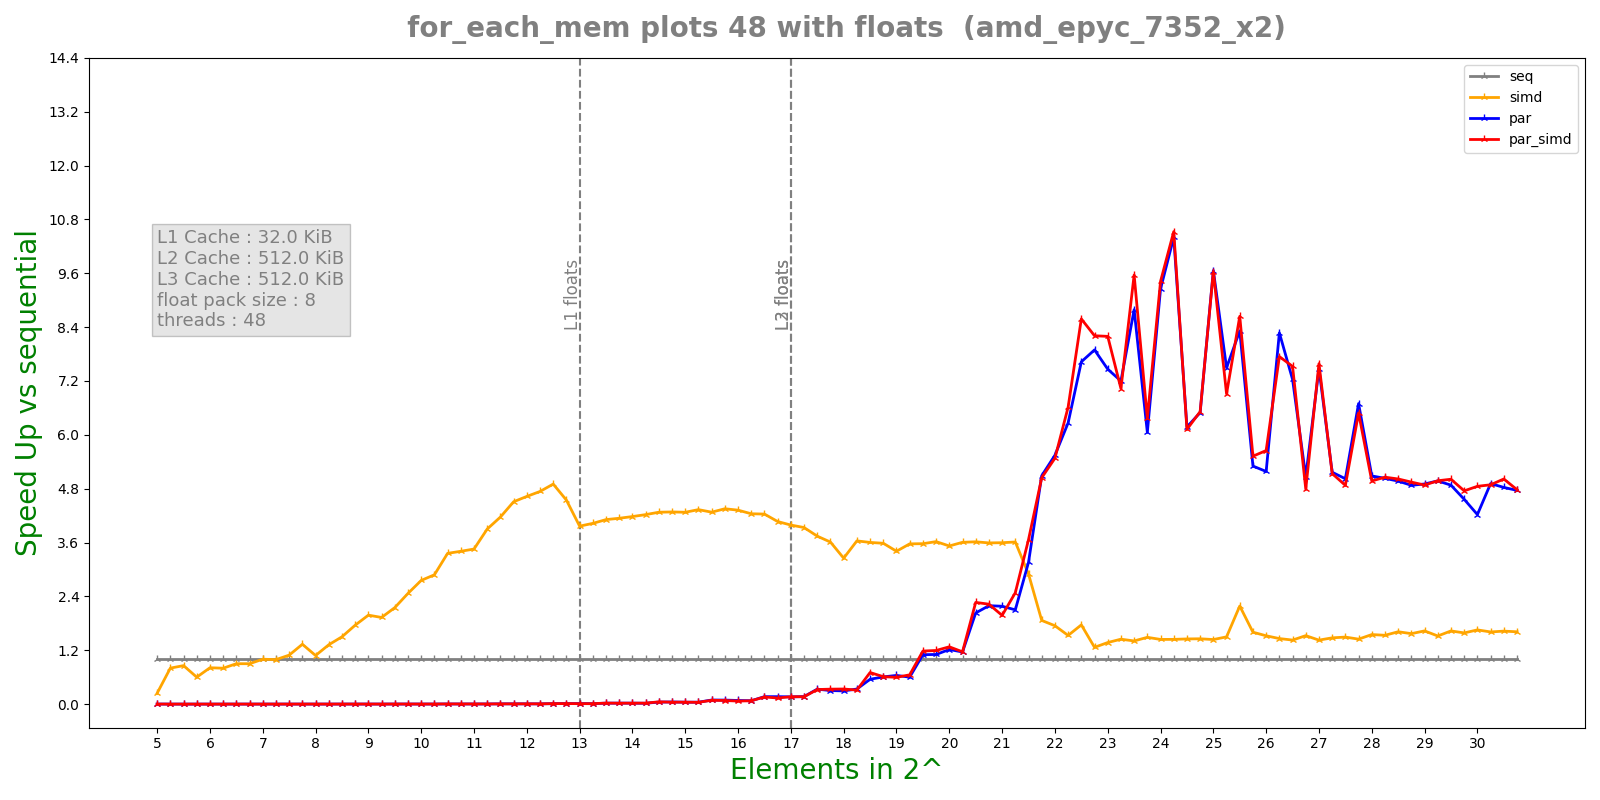 for_each_mem plots 48 with floats (amd_epyc_7352_x2)
14.4
13.2
12.0
10.8
9.6
8.4
7.2
6.0
4.8
3.6
2.4
1.2
0.0
Speed Up vs sequential
L1 Cache : 32.0 KiB
L2 Cache : 512.0 KiB
L3 Cache : 512.0 KiB
float pack size : 8
threads : 48
L1 floats
floats
seq
simd
par
par_simd
5 6 7 8 9 10 11 12 13 14 15 16 17 18 19 20 21 22 23 24 25 26 27 28 29 30
Elements in 2^